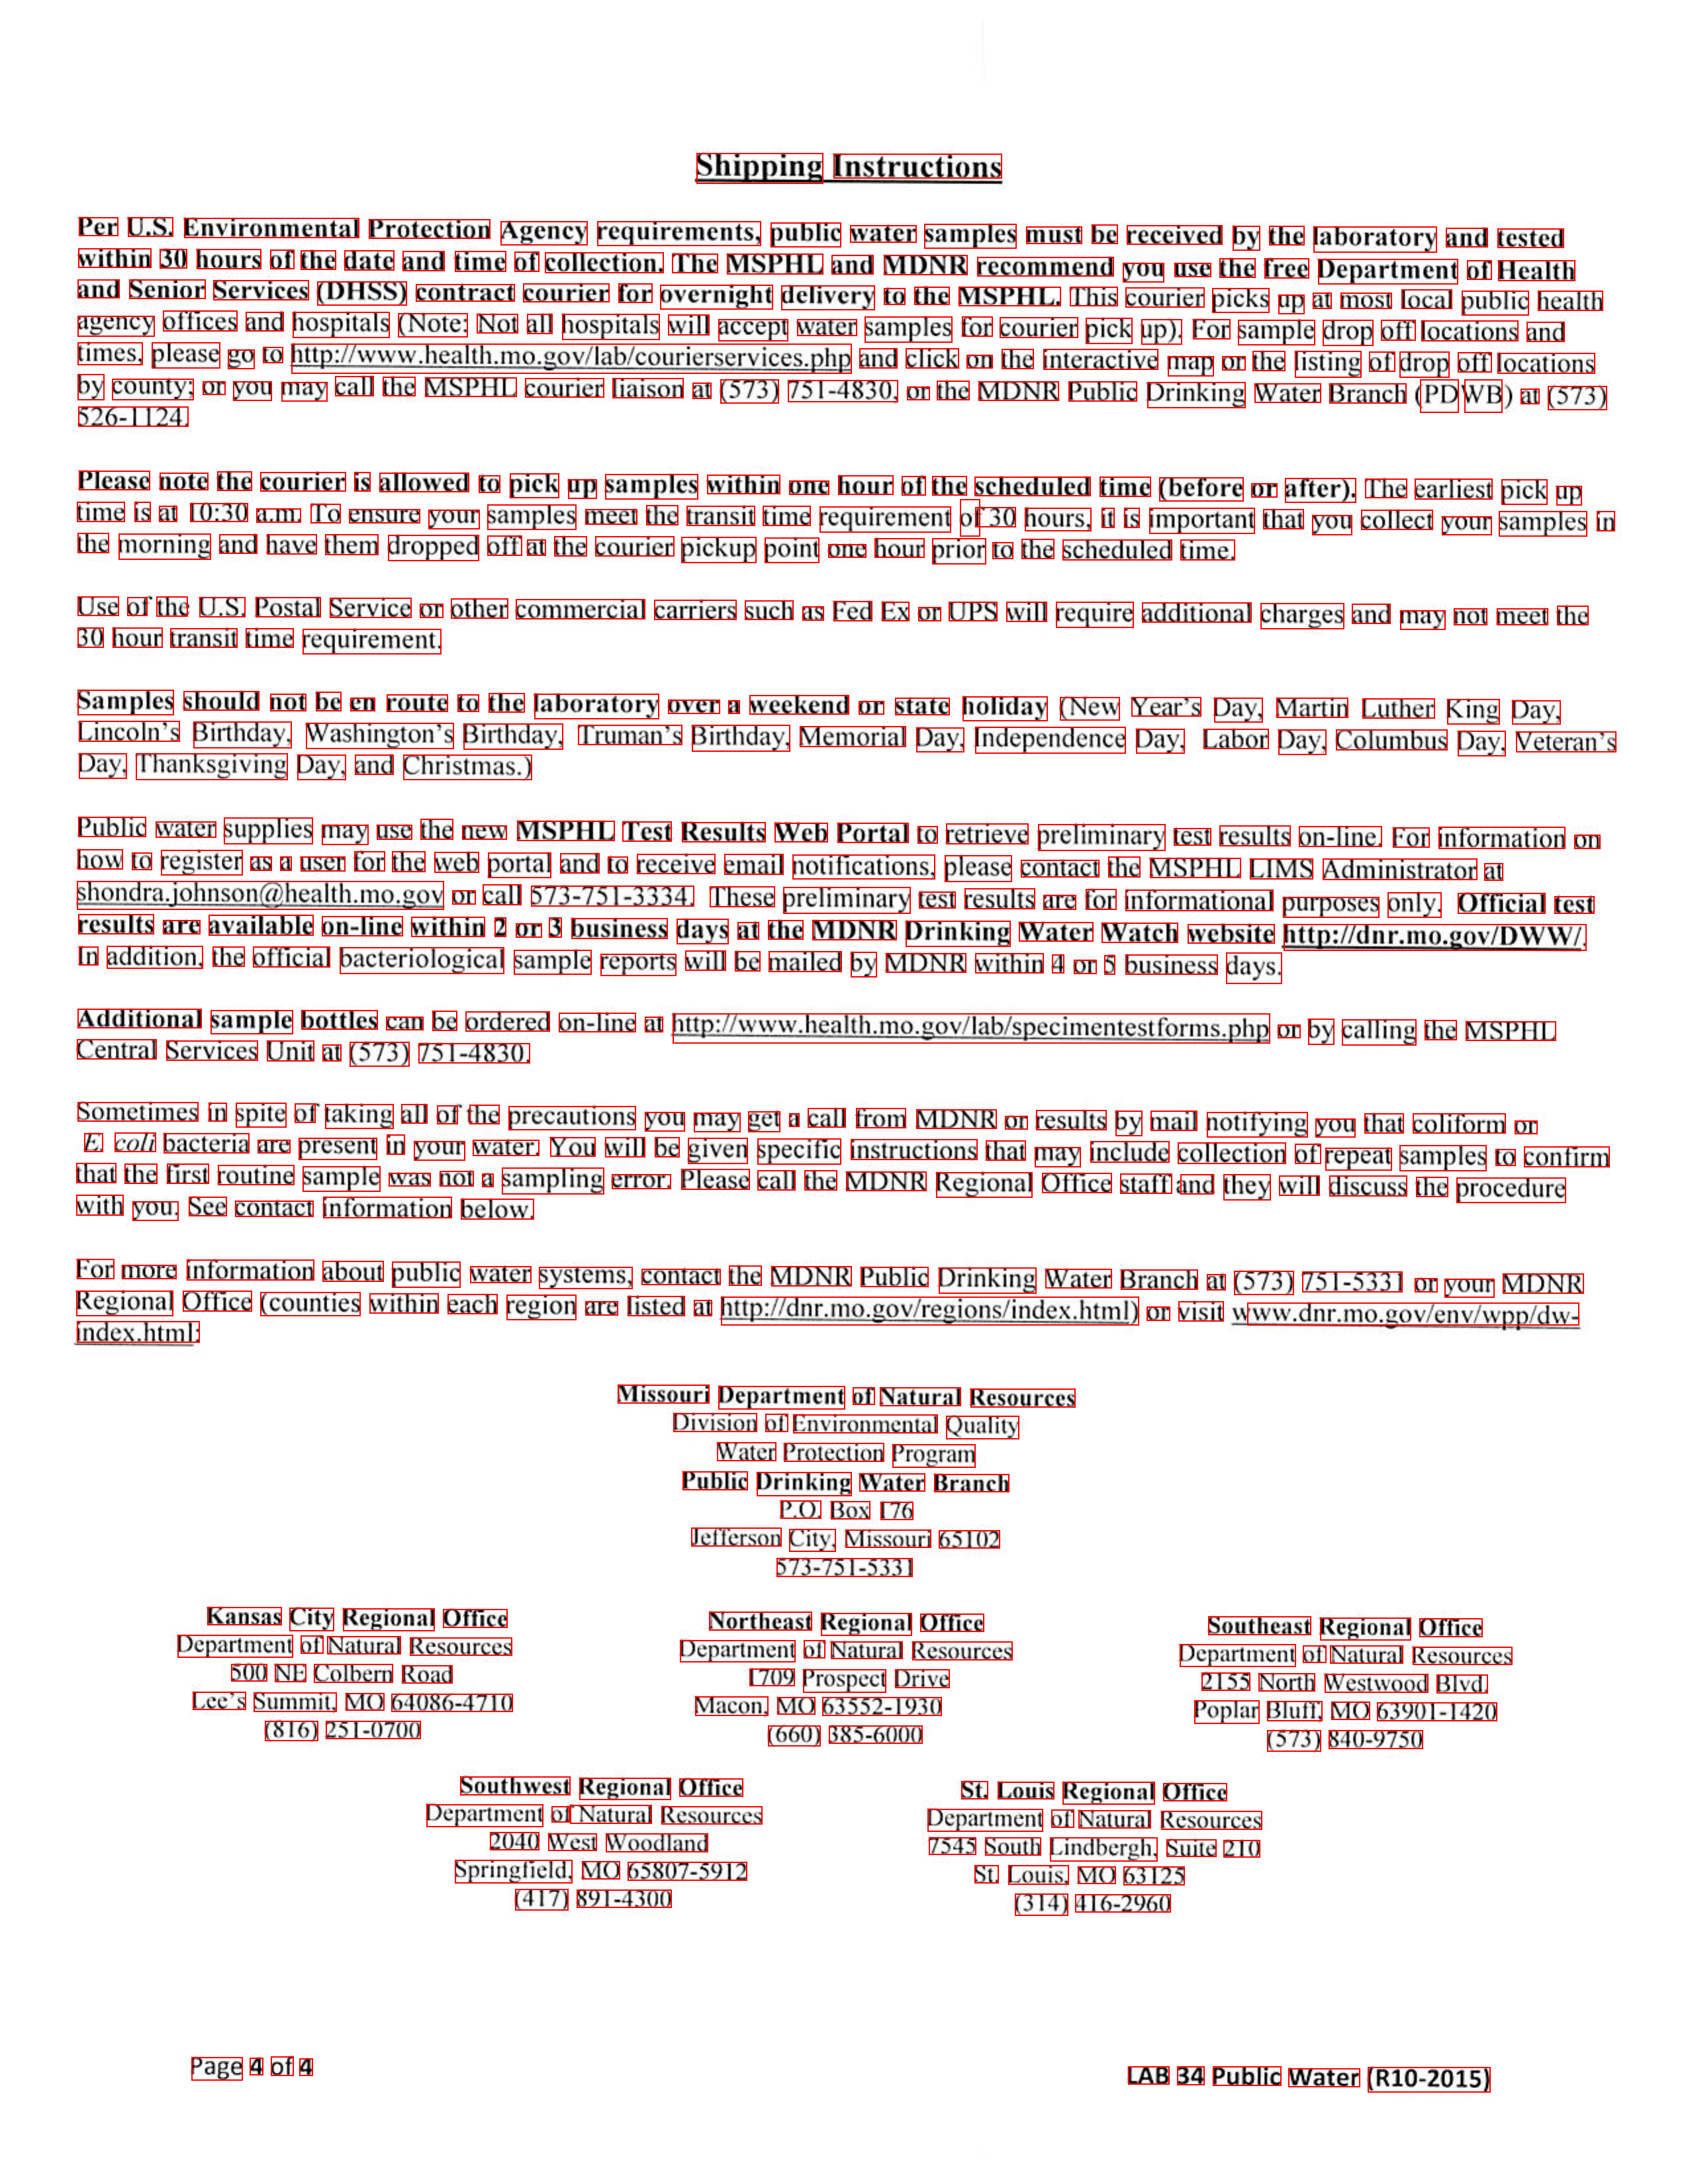 Shipping Instructions
Per U.S. Environmental Protection Agency requirements, public water samples must be received by the laboratory and tested
within 30 hours of the date and time of collection. The MSPHL and MDNR recommend you use the free Department of Health
and Senior Services (DHSS) contract courier for overnight delivery to the MSPHL. This courier picks up at most local public health
agency offices and hospitals (Note: Not all hospitals will accept water samples for courier pick up). For sample drop off locations and
times, please go to http://www.health.mo.gov/lab/courierservices.php and click on the interactive map or the listing of drop off locations
by county; or you may call the MSPHL courier liaison at (573) 751-4830, or the MDNR Public Drinking Water Branch (PDWB) at (573)
526-1124.
Please note the courier is allowed to pick up samples within one hour of the scheduled time (before or after). The earliest pick up
time is at 10:30 a.m. To ensure your samples meet the transit time requirement of 30 hours, it is important that you collect your samples in
the morning and have them dropped off at the courier pickup point one hour prior to the scheduled time.
Use of the U.S. Postal Service or other commercial carriers such as Fed Ex or UPS will require additional charges and may not meet the
30 hour transit time requirement.
Samples should not be en route to the laboratory over a weekend or state holiday (New Year's Day, Martin Luther King Day,
Lincoln's Birthday, Washington's Birthday, Truman's Birthday, Memorial Day, Independence Day, Labor Day, Columbus Day, Veteran's
Day, Thanksgiving Day, and Christmas.)
Public water supplies may use the new MSPHL Test Results Web Portal to retrieve preliminary test results on-line. For information on
how to register as a user for the web portal and to receive email notifications, please contact the MSPHL LIMS Administrator at
shondra.johnson@health.mo.gov or call 573-751-3334. These preliminary test results are for informational purposes only. Official test
results are available on-line within 2 or 3 business days at the MDNR Drinking Water Watch website http://dnr.mo.gov/DWW/.
In addition, the official bacteriological sample reports will be mailed by MDNR within 4 or 5 business days.
Additional sample bottles can be ordered on-line at http://www.health.mo.gov/lab/specimentestforms.php or by calling the MSPHL
Central Services Unit at (573) 751-4830.
Sometimes in spite of taking all of the precautions you may get a call from MDNR or results by mail notifying you that coliform or
E. coli bacteria are present in your water. You will be given specific instructions that may include collection of repeat samples to confirm
that the first routine sample was not a sampling error. Please call the MDNR Regional Office staff and they will discuss the procedure
with you. See contact information below.
For more information about public water systems, contact the MDNR Public Drinking Water Branch at (573) 751-5331 or your MDNR
Regional Office (counties within each region are listed at http://dnr.mo.gov/regions/index.html) or visit www.dnr.mo.gov/env/wpp/dw-
index.html:
Missouri Department of Natural Resources
Division of Environmental Quality
Water Protection Program
Public Drinking Water Branch
P.O. Box 176
Jefferson City, Missouri 65102
573-751-5331
Kansas City Regional Office
Department of Natural Resources
500 NE Colbern Road
Lee's Summit, MO 64086-4710
(816) 251-0700
Northeast Regional Office
Department of Natural Resources
1709 Prospect Drive
Macon, MO 63552-1930
(660) 385-6000
Southeast Regional Office
Department of Natural Resources
2155 North Westwood Blvd.
Poplar Bluff, MO 63901-1420
(573) 840-9750
Southwest Regional Office
Department of Natural Resources
2040 West Woodland
Springfield, MO 65807-5912
(417) 891-4300
St. Louis Regional Office
Department of Natural Resources
7545 South Lindbergh, Suite 210
St. Louis, MO 63125
(314) 416-2960
Page 4 of 4
LAB 34 Public Water (R10-2015)